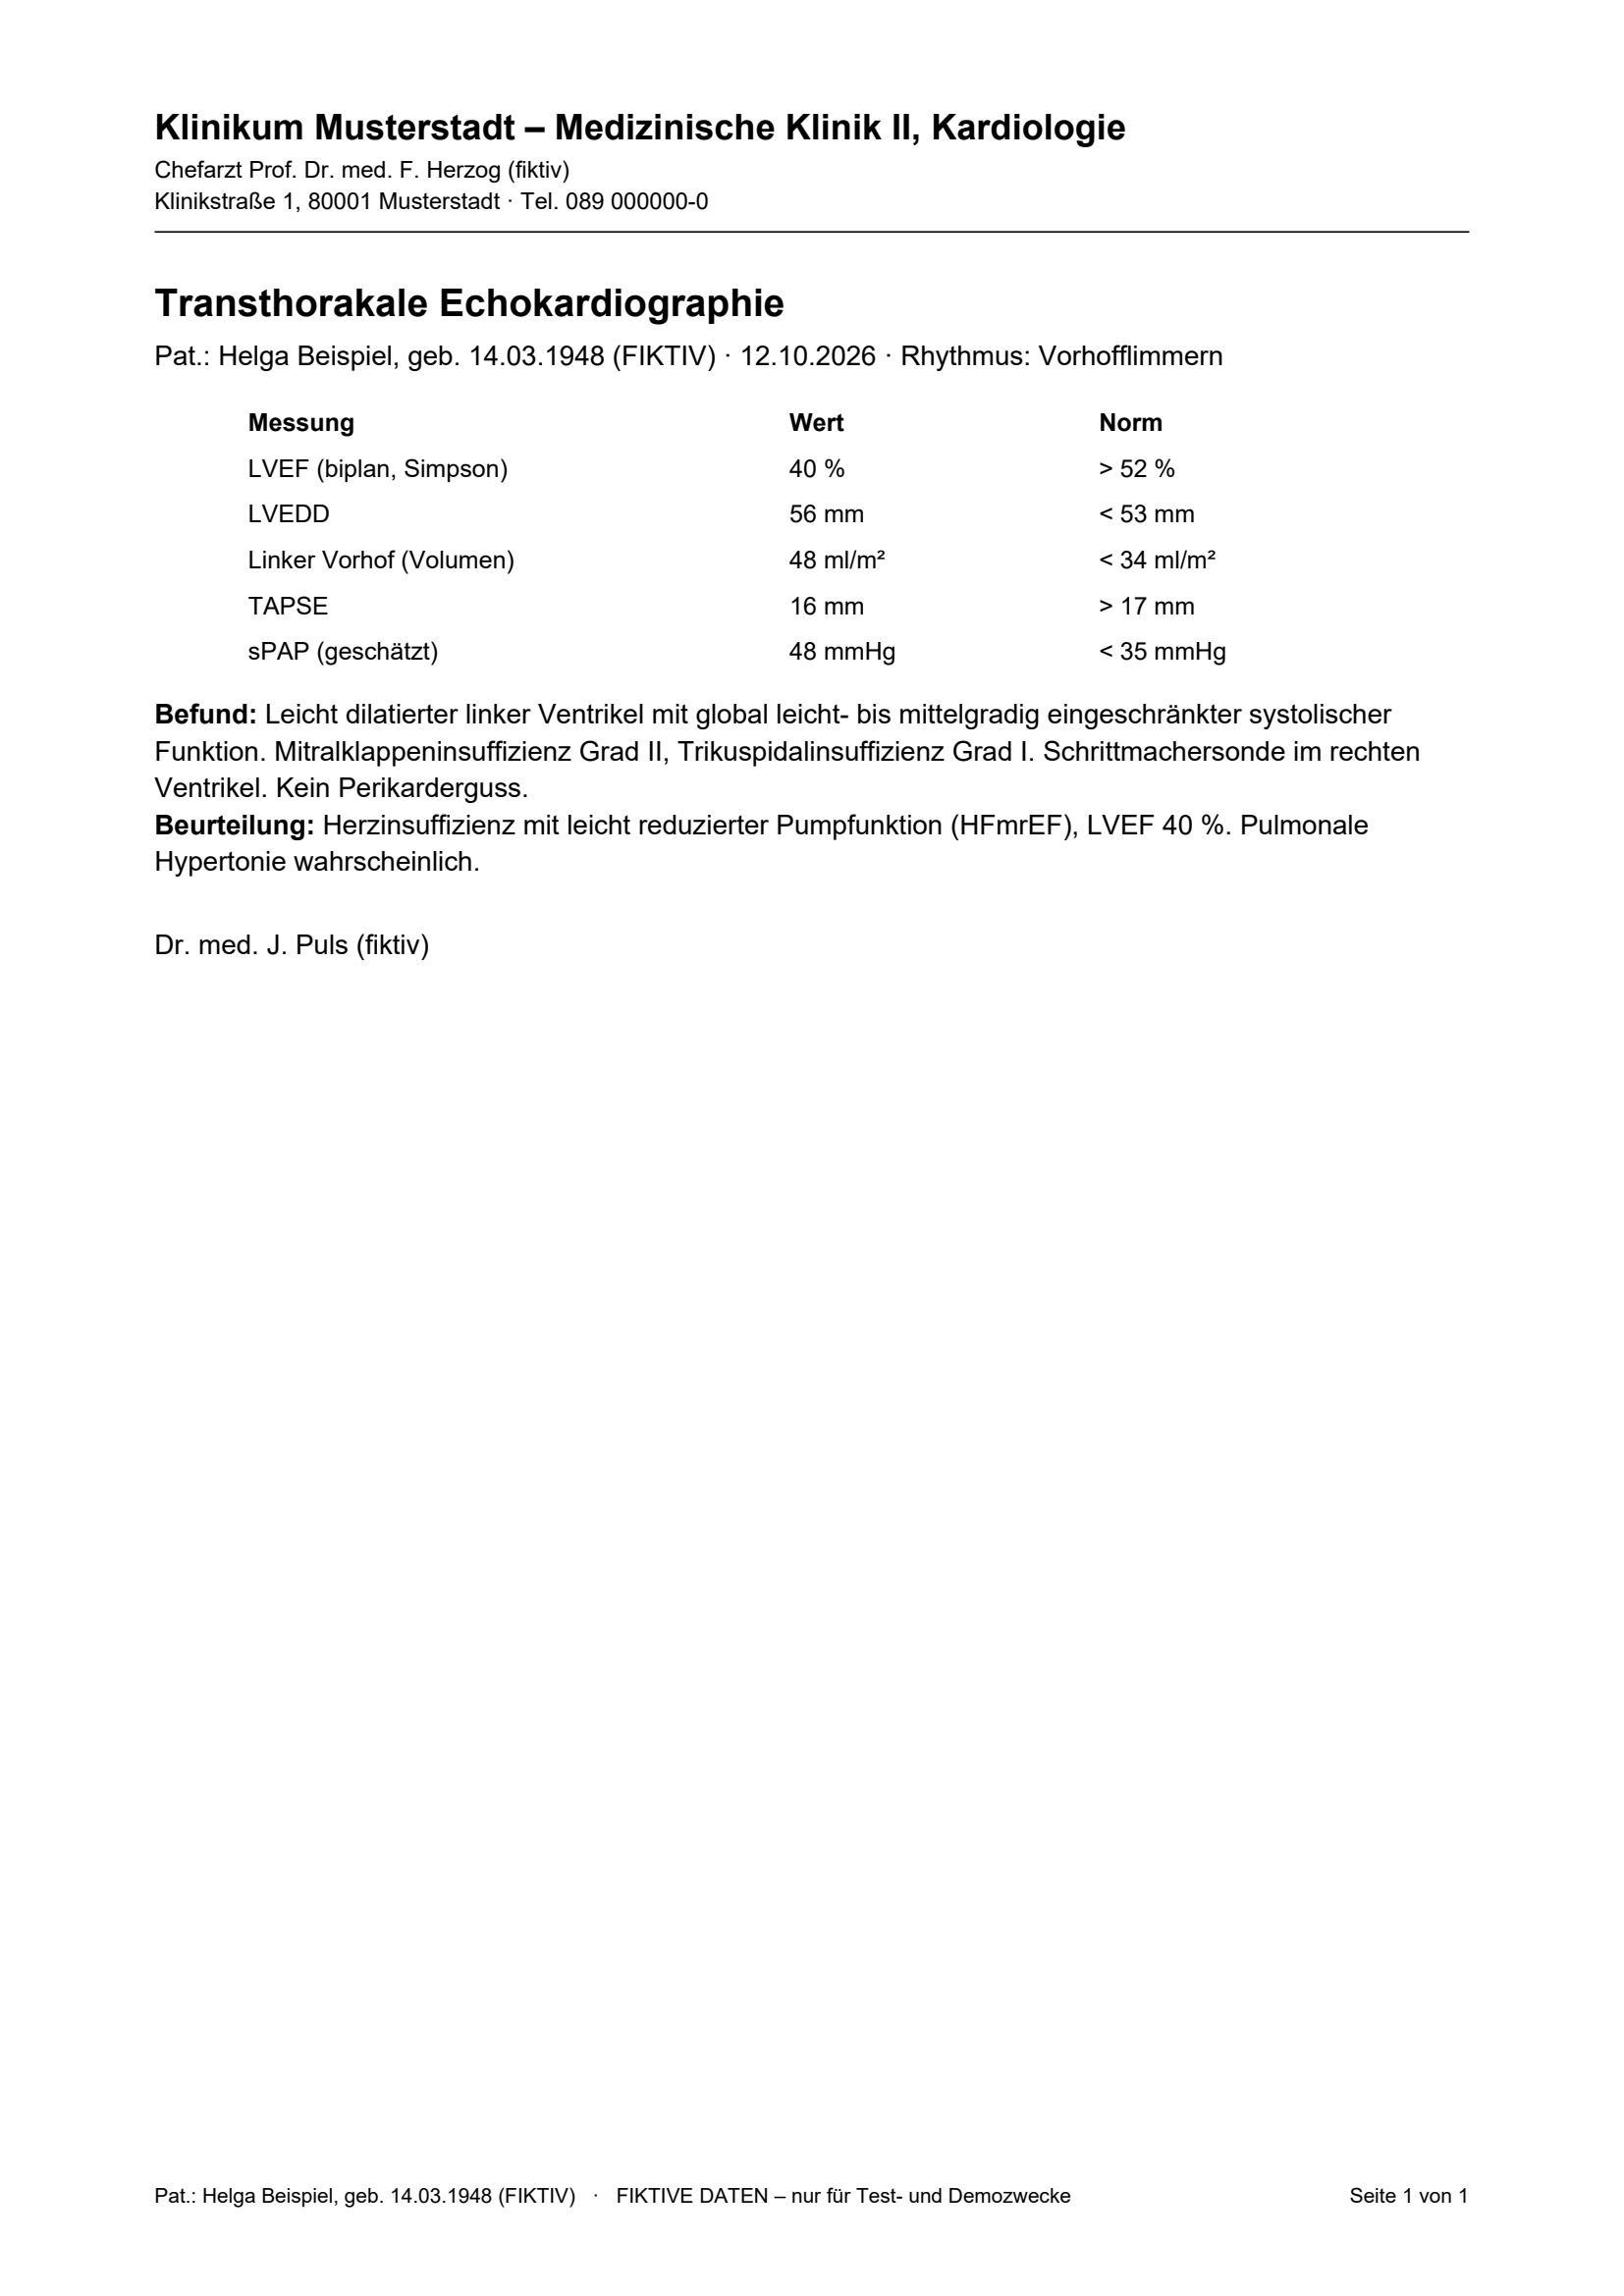 Klinikum Musterstadt – Medizinische Klinik II, Kardiologie
Chefarzt Prof. Dr. med. F. Herzog (fiktiv)
Klinikstraße 1, 80001 Musterstadt · Tel. 089 000000-0
Transthorakale Echokardiographie
Pat.: Helga Beispiel, geb. 14.03.1948 (FIKTIV) · 12.10.2026 · Rhythmus: Vorhofflimmern
Messung Wert Norm
LVEF (biplan, Simpson) 40 % > 52 %
LVEDD 56 mm < 53 mm
Linker Vorhof (Volumen) 48 ml/m² < 34 ml/m²
TAPSE 16 mm > 17 mm
sPAP (geschätzt) 48 mmHg < 35 mmHg
Befund: Leicht dilatierter linker Ventrikel mit global leicht- bis mittelgradig eingeschränkter systolischer
Funktion. Mitralklappeninsuffizienz Grad II, Trikuspidalinsuffizienz Grad I. Schrittmachersonde im rechten
Ventrikel. Kein Perikarderguss.
Beurteilung: Herzinsuffizienz mit leicht reduzierter Pumpfunktion (HFmrEF), LVEF 40 %. Pulmonale
Hypertonie wahrscheinlich.
Dr. med. J. Puls (fiktiv)
Pat.: Helga Beispiel, geb. 14.03.1948 (FIKTIV) · FIKTIVE DATEN – nur für Test- und Demozwecke Seite 1 von 1